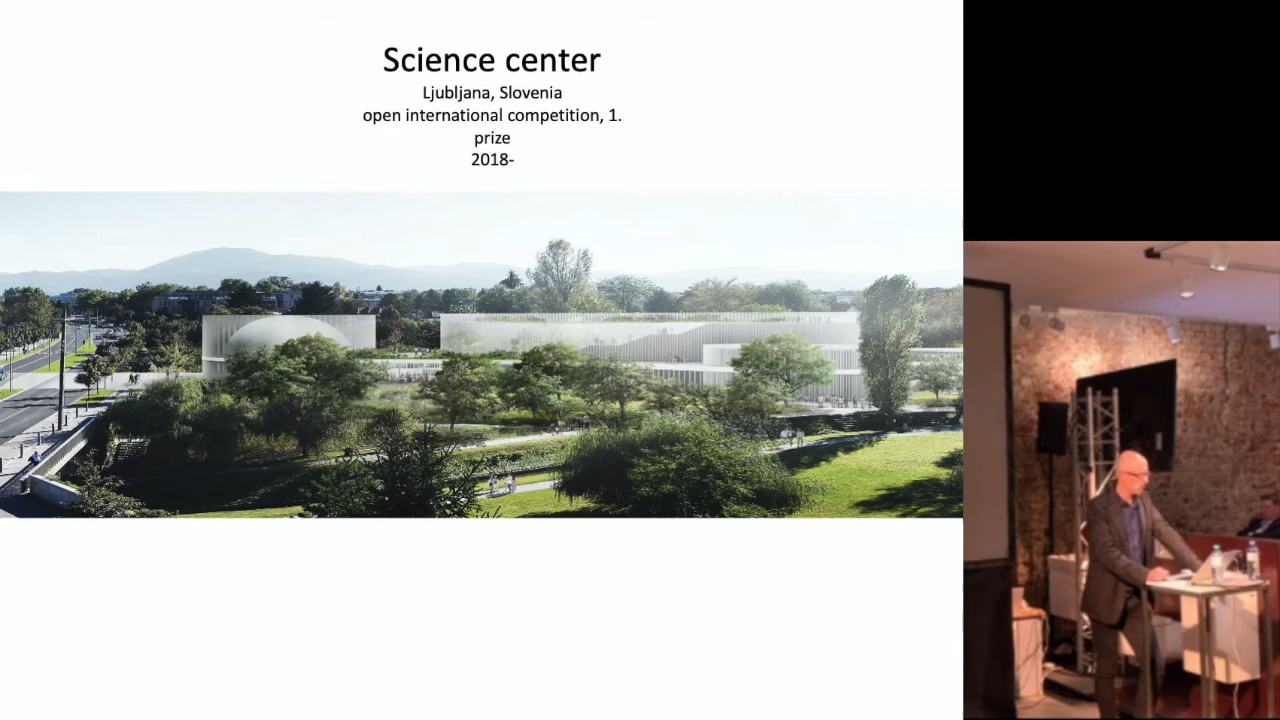 Science center
Ljubljana, Slovenia
open international competition, 1.
prize
2018-